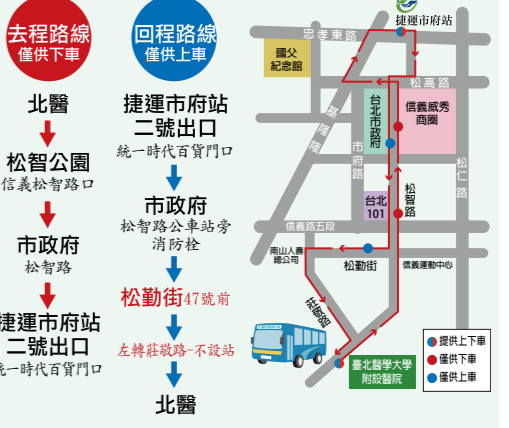 去程路線
僅供下車
北醫
松智公園
信義松智路口
市政府
松智路
捷運市府站
二號出口
統一時代百貨門口
回程路線
僅供上車
捷運市府站
二號出口
統一時代百貨門口
市政府
松智路公車站旁
消防栓
松勤街47號前
左轉莊敬路-不設站
北醫
捷運市府站
忠孝東路
國父
紀念館
松高路
台北市政府
信義威秀
商圈
基隆路
市府路
松仁路
松智路
台北
101
信義路五段
南山人壽
總公司
松勤街
信義運動中心
莊敬路
臺北醫學大學
附設醫院
提供上下車
僅供下車
僅供上車